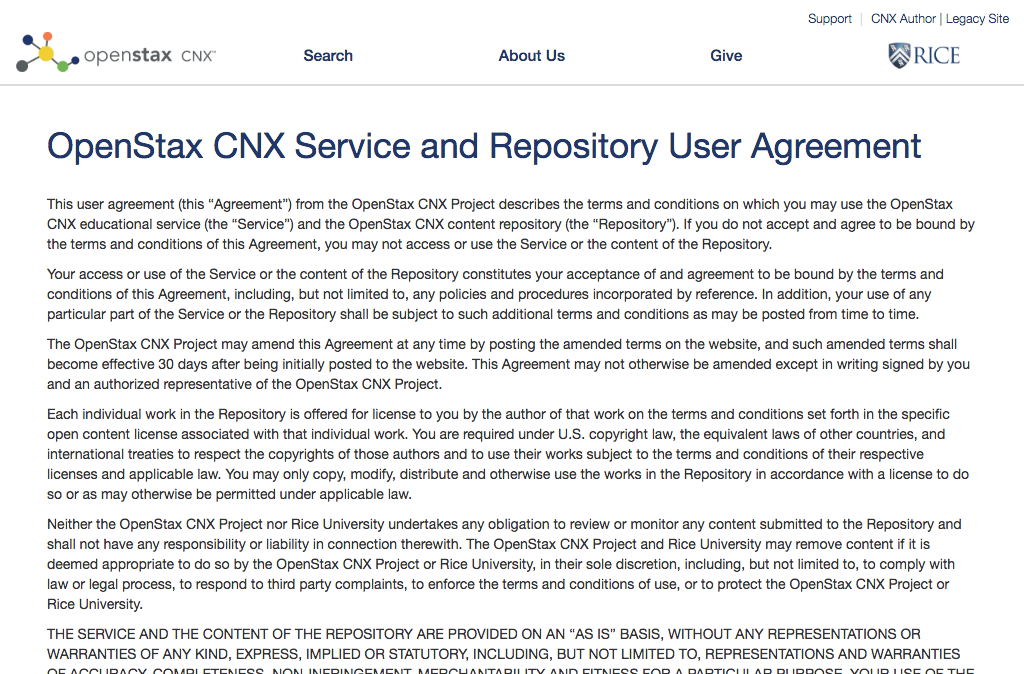 Support | CNX Author | Legacy Site
openstax CNX™
Search
About Us
Give
RICE
OpenStax CNX Service and Repository User Agreement
This user agreement (this “Agreement”) from the OpenStax CNX Project describes the terms and conditions on which you may use the OpenStax
CNX educational service (the “Service”) and the OpenStax CNX content repository (the “Repository”). If you do not accept and agree to be bound by
the terms and conditions of this Agreement, you may not access or use the Service or the content of the Repository.
Your access or use of the Service or the content of the Repository constitutes your acceptance of and agreement to be bound by the terms and
conditions of this Agreement, including, but not limited to, any policies and procedures incorporated by reference. In addition, your use of any
particular part of the Service or the Repository shall be subject to such additional terms and conditions as may be posted from time to time.
The OpenStax CNX Project may amend this Agreement at any time by posting the amended terms on the website, and such amended terms shall
become effective 30 days after being initially posted to the website. This Agreement may not otherwise be amended except in writing signed by you
and an authorized representative of the OpenStax CNX Project.
Each individual work in the Repository is offered for license to you by the author of that work on the terms and conditions set forth in the specific
open content license associated with that individual work. You are required under U.S. copyright law, the equivalent laws of other countries, and
international treaties to respect the copyrights of those authors and to use their works subject to the terms and conditions of their respective
licenses and applicable law. You may only copy, modify, distribute and otherwise use the works in the Repository in accordance with a license to do
so or as may otherwise be permitted under applicable law.
Neither the OpenStax CNX Project nor Rice University undertakes any obligation to review or monitor any content submitted to the Repository and
shall not have any responsibility or liability in connection therewith. The OpenStax CNX Project and Rice University may remove content if it is
deemed appropriate to do so by the OpenStax CNX Project or Rice University, in their sole discretion, including, but not limited to, to comply with
law or legal process, to respond to third party complaints, to enforce the terms and conditions of use, or to protect the OpenStax CNX Project or
Rice University.
THE SERVICE AND THE CONTENT OF THE REPOSITORY ARE PROVIDED ON AN “AS IS” BASIS, WITHOUT ANY REPRESENTATIONS OR
WARRANTIES OF ANY KIND, EXPRESS, IMPLIED OR STATUTORY, INCLUDING, BUT NOT LIMITED TO, REPRESENTATIONS AND WARRANTIES
OF ACCURACY, COMPLETENESS, NON-INFRINGEMENT, MERCHANTABILITY AND FITNESS FOR A PARTICULAR PURPOSE. YOUR USE OF THE